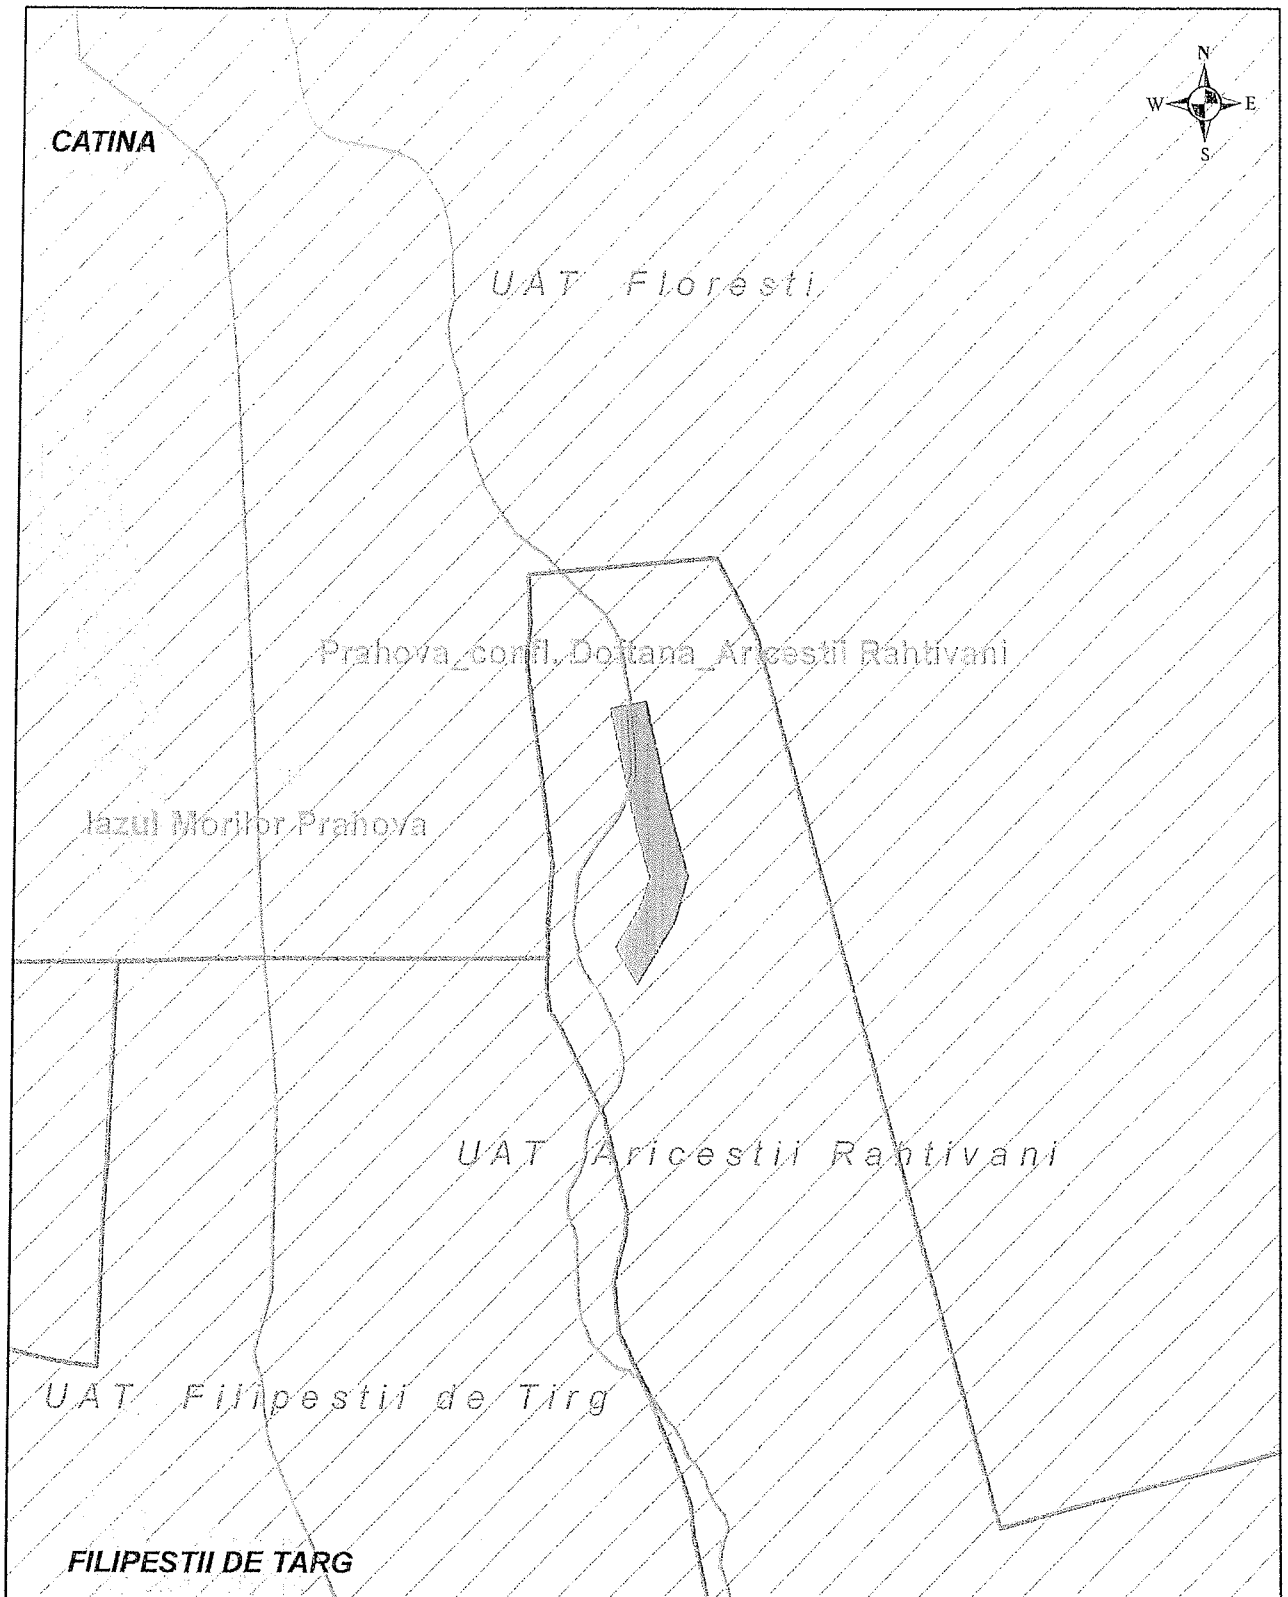 N
W E
S
CATINA
UAT Floresti
Prahova_confl. Doftana_Aricestii Rahtivani
Iazul Morilor Prahova
UAT Aricestii Rahtivani
UAT Filipestii de Tirg
FILIPESTII DE TARG